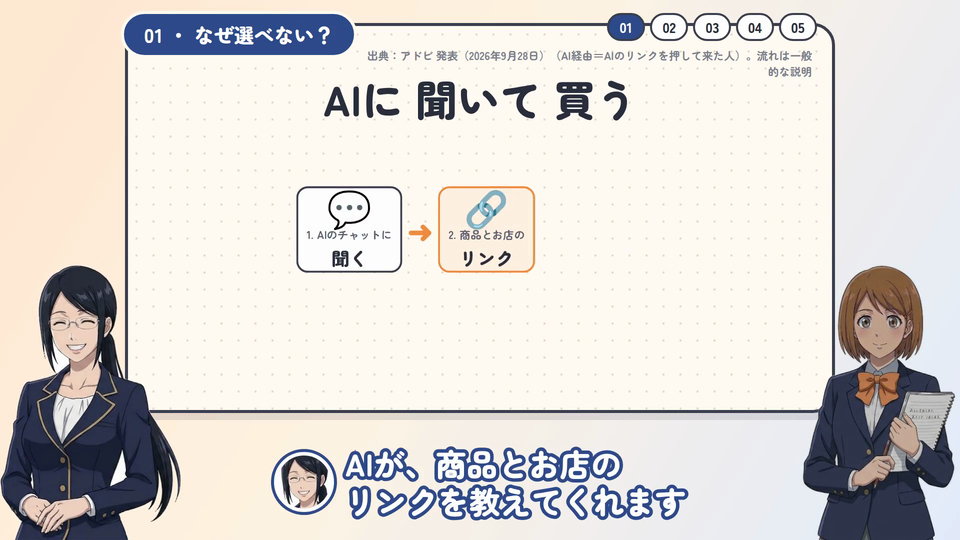 01 ・ なぜ選べない？
01 02 03 04 05
出典：アドビ 発表（2026年9月28日）（AI経由＝AIのリンクを押して来た人）。流れは一般
的な説明
AIに 聞いて 買う
1. AIのチャットに
聞く
2. 商品とお店の
リンク
AIが、商品とお店の
リンクを教えてくれます